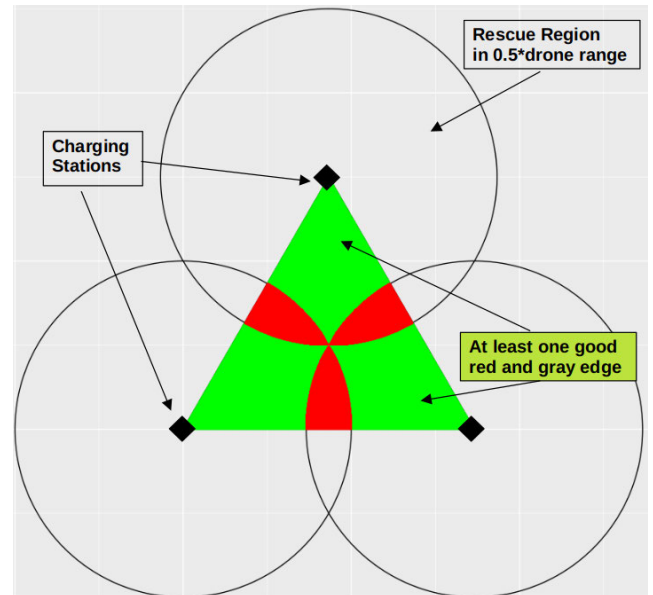 Rescue Region
in 0.5*drone range
Charging
Stations
At least one good
red and gray edge